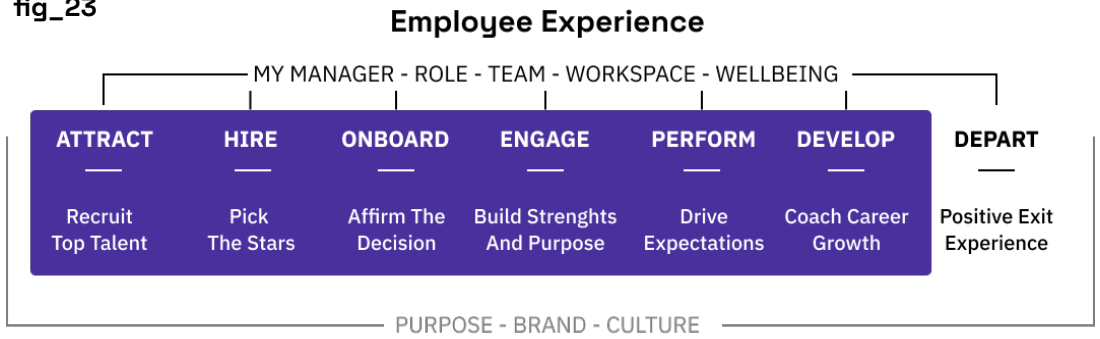 fig_23
Employee Experience
MY MANAGER - ROLE - TEAM - WORKSPACE - WELLBEING
ATTRACT
Recruit
Top Talent
HIRE
Pick
The Stars
ONBOARD
Affirm The
Decision
ENGAGE
Build Strenghts
And Purpose
PERFORM
Drive
Expectations
DEVELOP
Coach Career
Growth
DEPART
Positive Exit
Experience
PURPOSE - BRAND - CULTURE